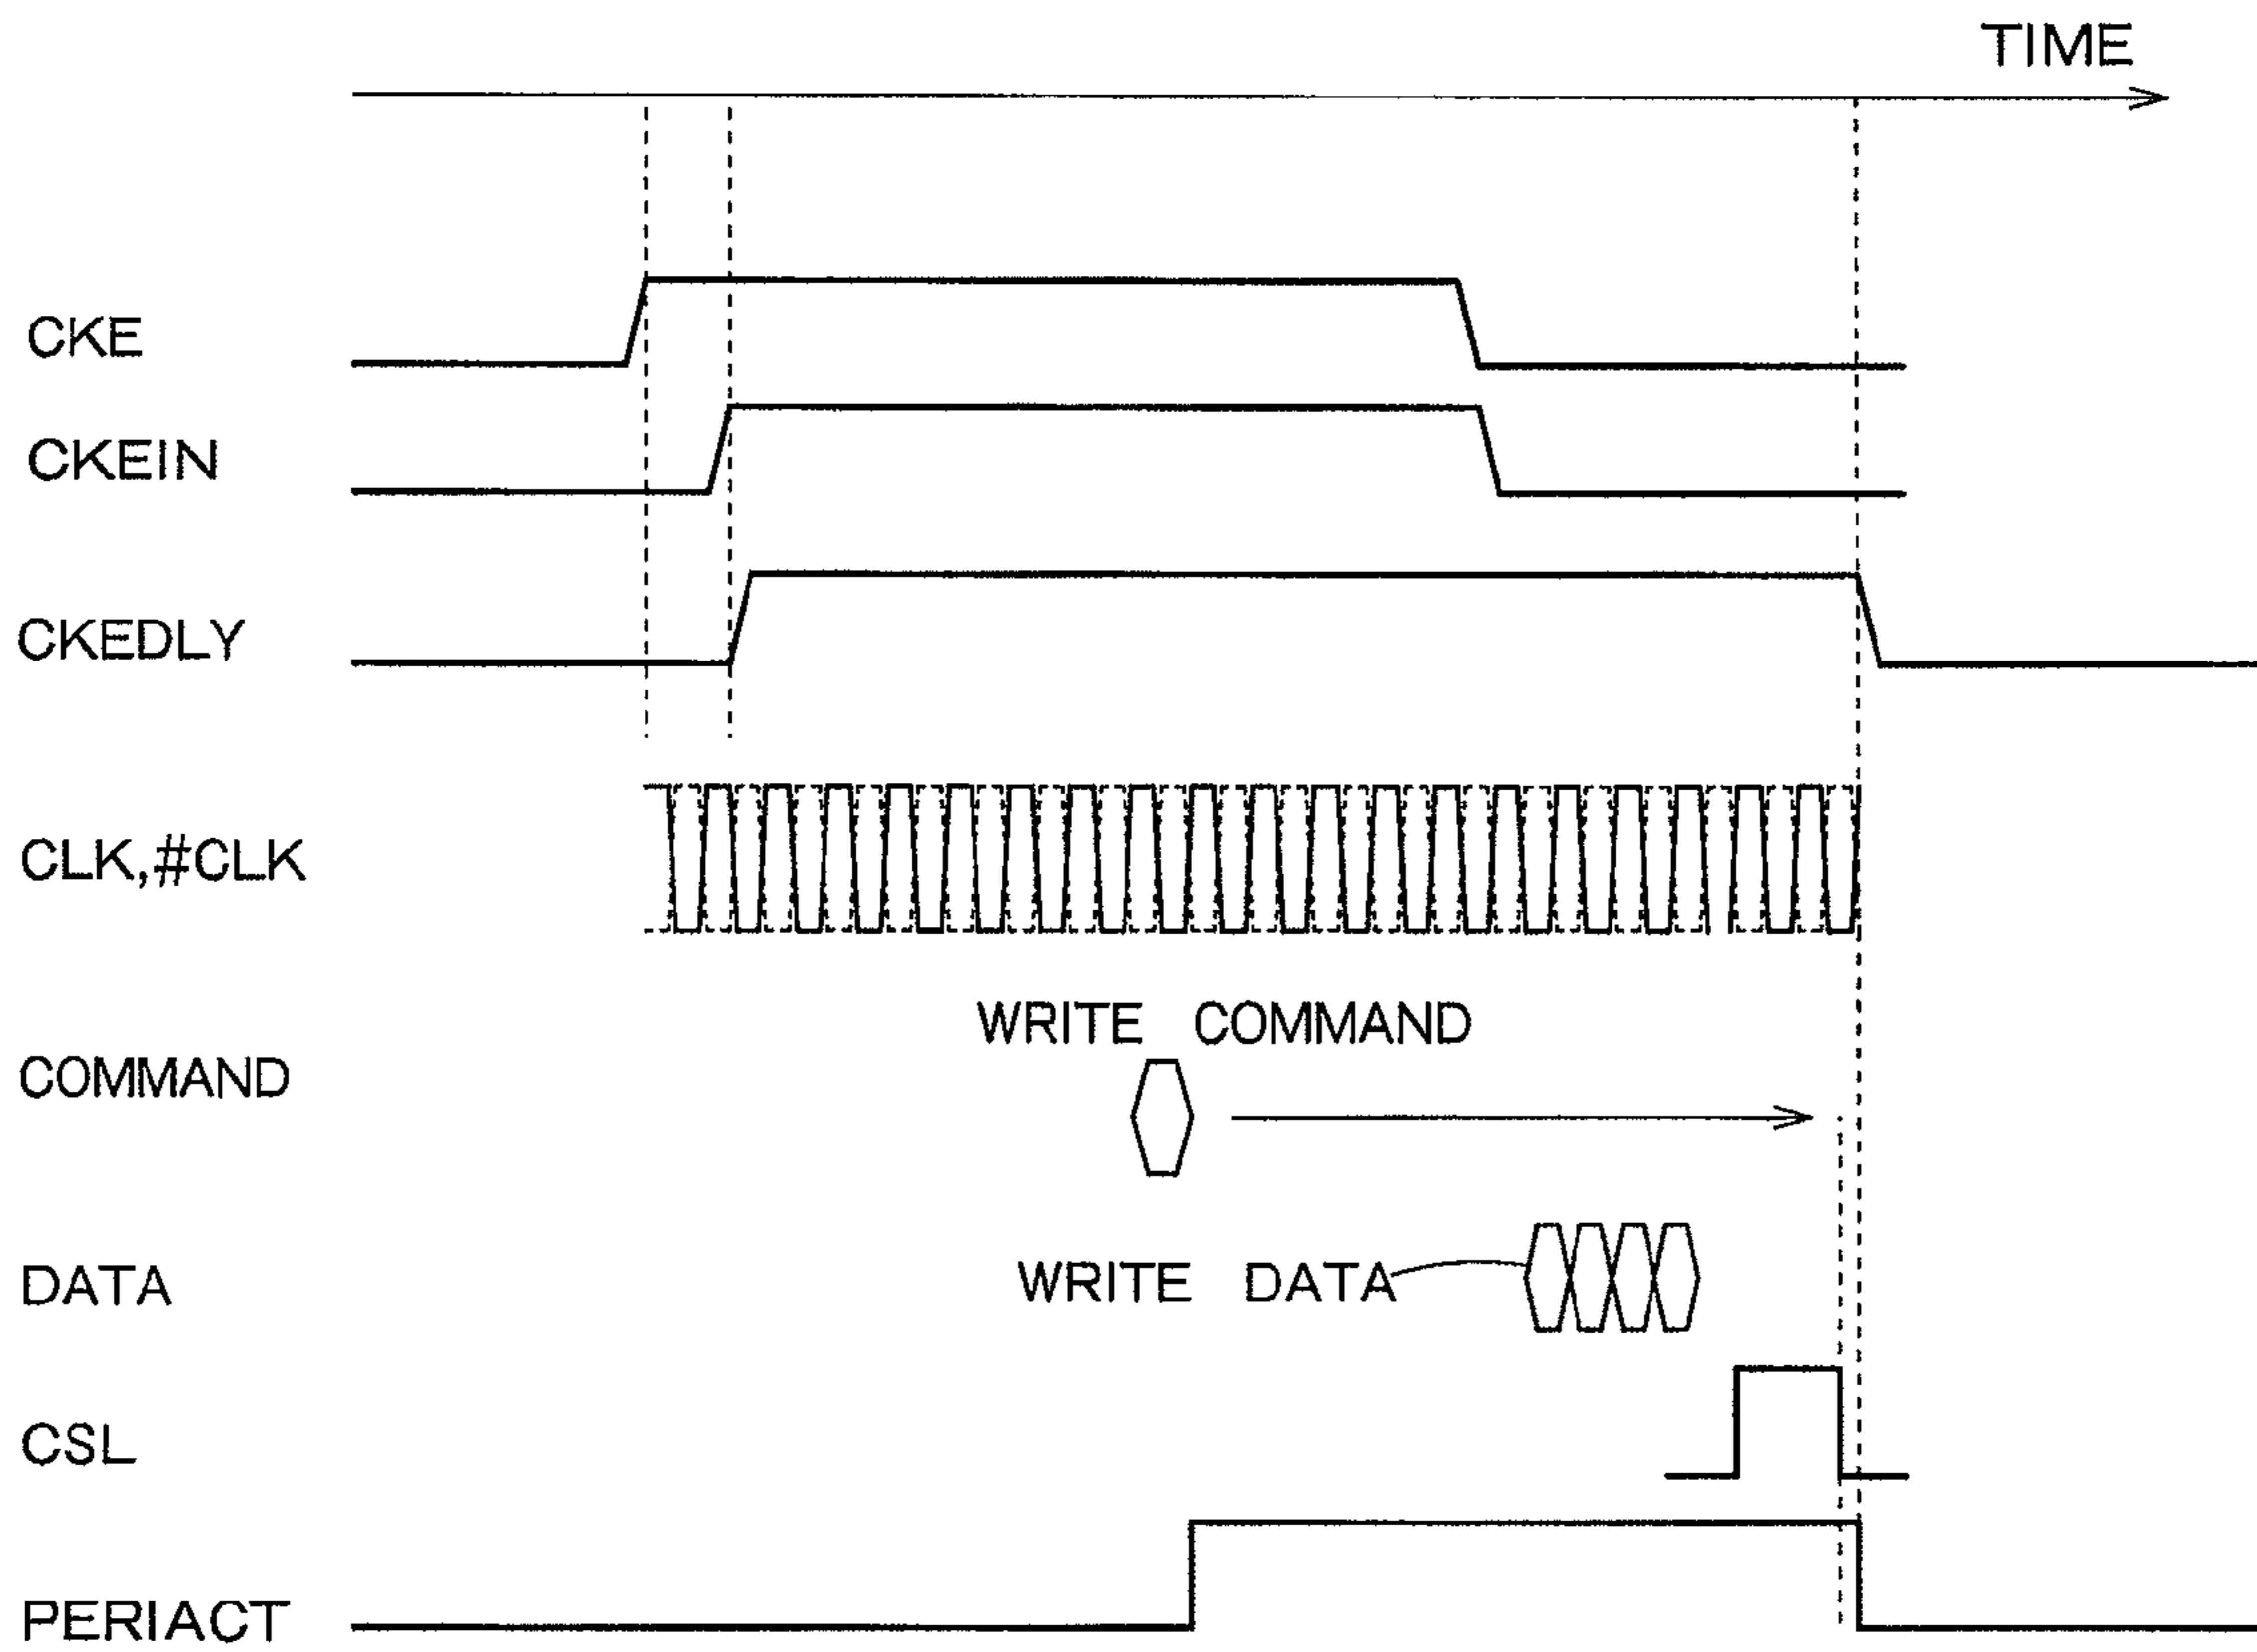 TIME
CKE
CKEIN
CKEDLY
CLK,#CLK
WRITE COMMAND
COMMAND
WRITE DATA
DATA
CSL
PERIACT